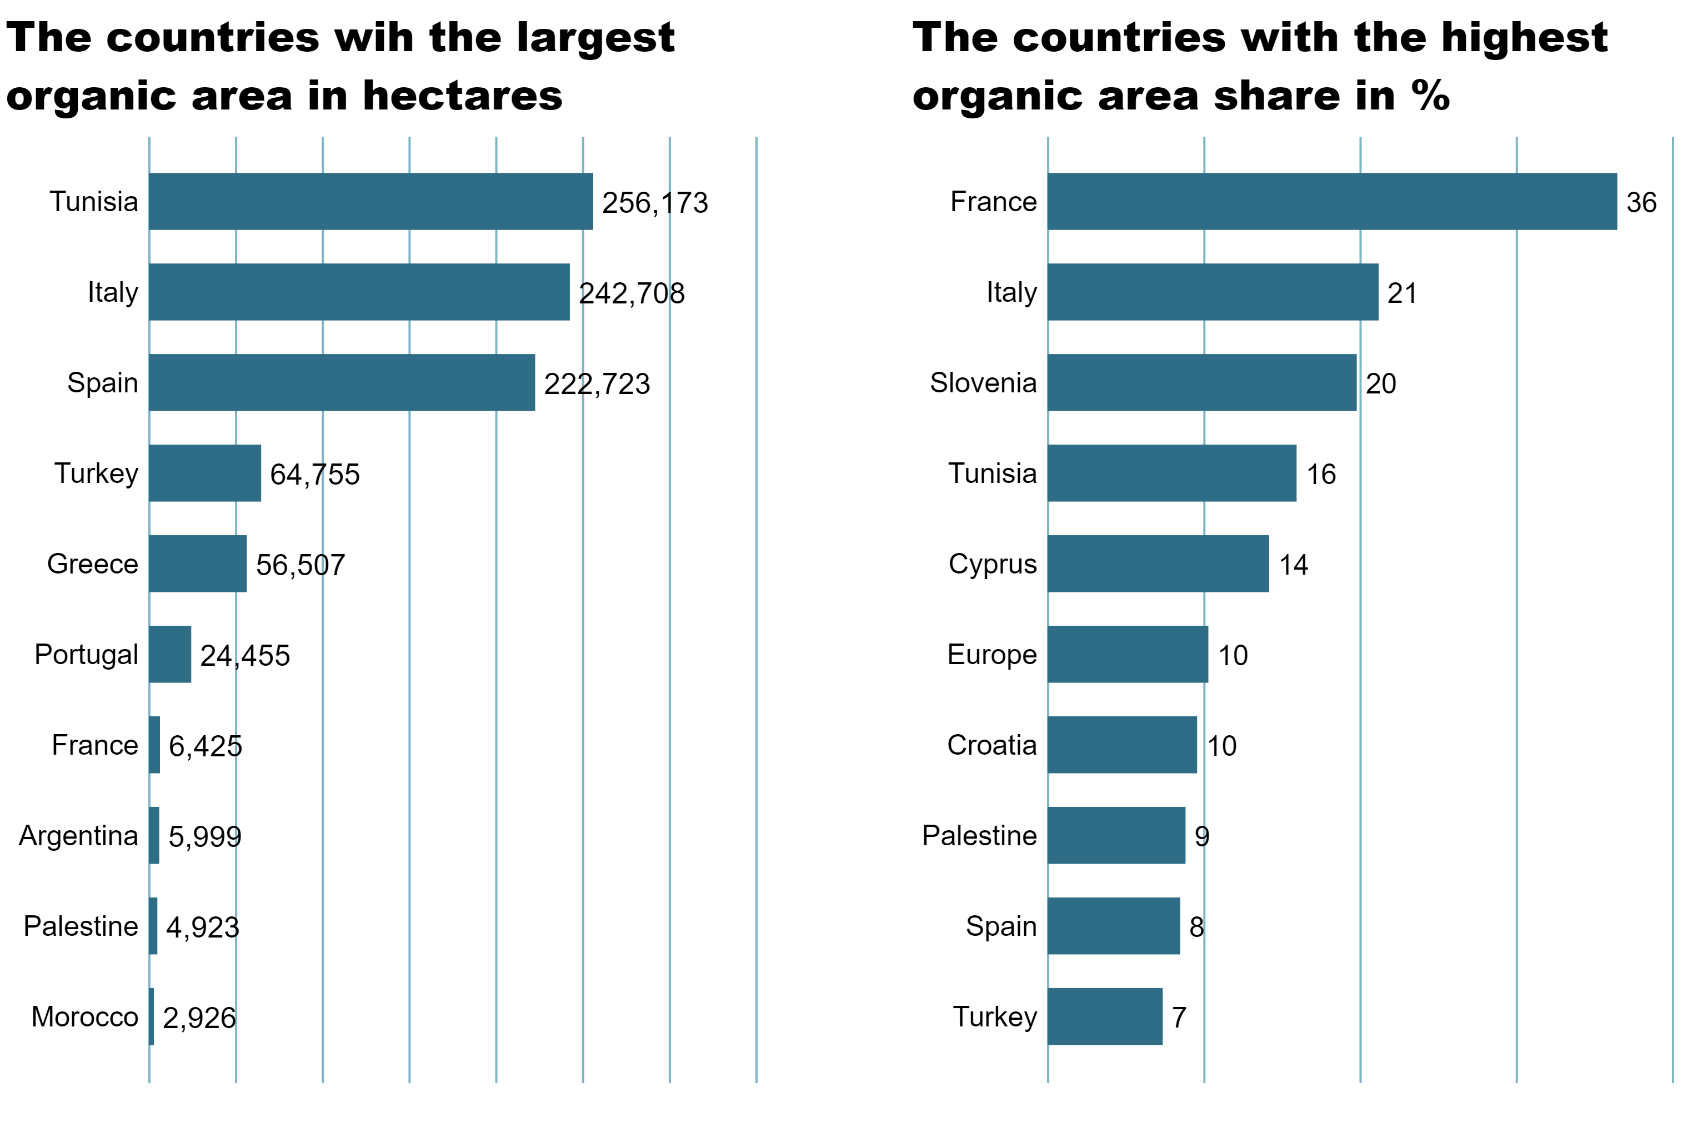 The countries wih the largest
organic area in hectares
Tunisia 256,173
Italy 242,708
Spain 222,723
Turkey 64,755
Greece 56,507
Portugal 24,455
France 6,425
Argentina 5,999
Palestine 4,923
Morocco 2,926
The countries with the highest
organic area share in %
France 36
Italy 21
Slovenia 20
Tunisia 16
Cyprus 14
Europe 10
Croatia 10
Palestine 9
Spain 8
Turkey 7